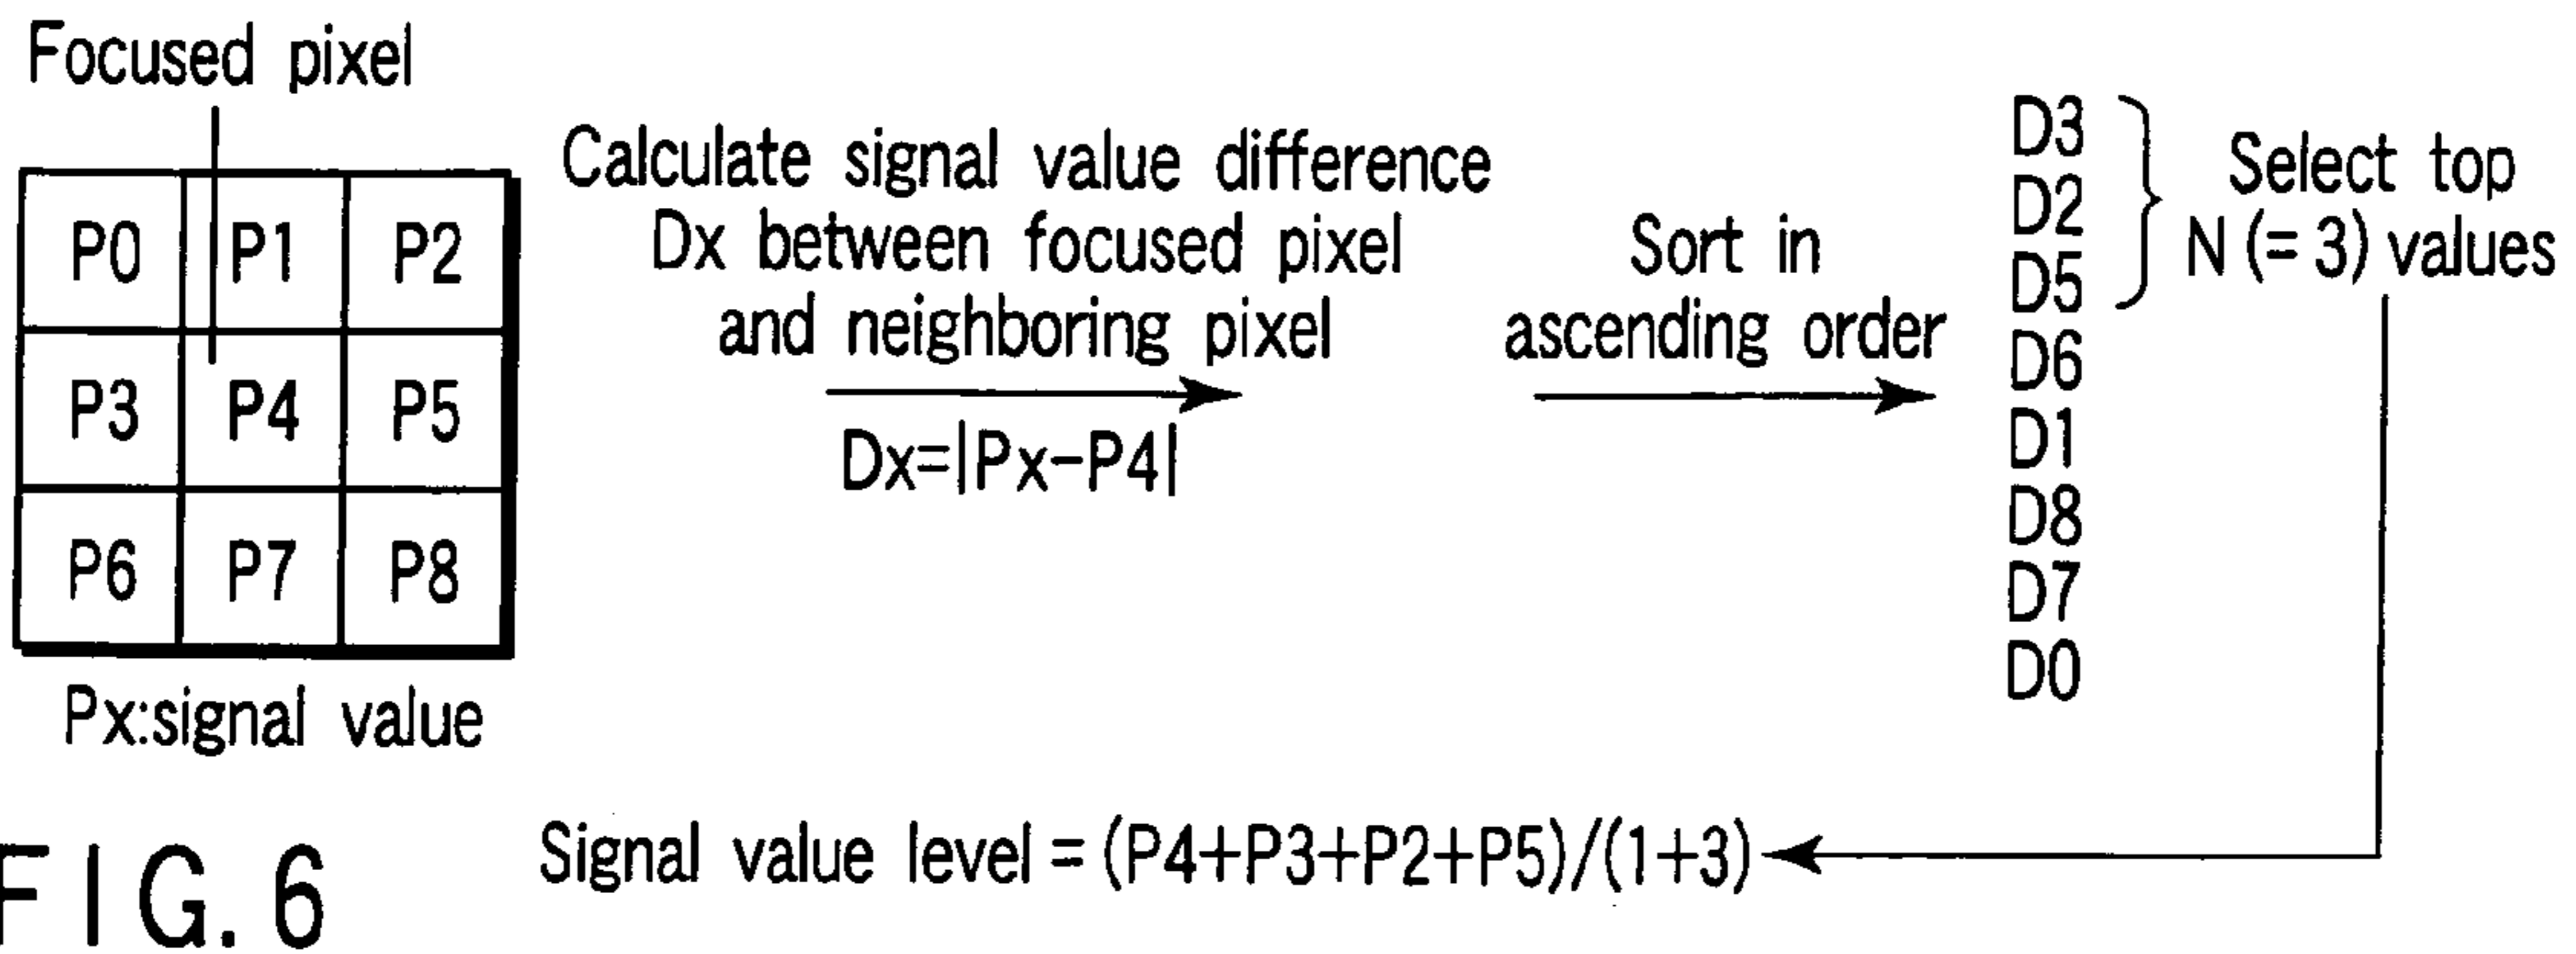 Focused pixel
P0 P1 P2
P3 P4 P5
P6 P7 P8
Px:signal value
Calculate signal value difference
Dx between focused pixel
and neighboring pixel
Dx=|Px-P4|
Sort in
ascending order
D3
D2
D5
D6
D1
D8
D7
D0
Select top
N (= 3) values
Signal value level = (P4+P3+P2+P5)/(1+3)
FIG. 6